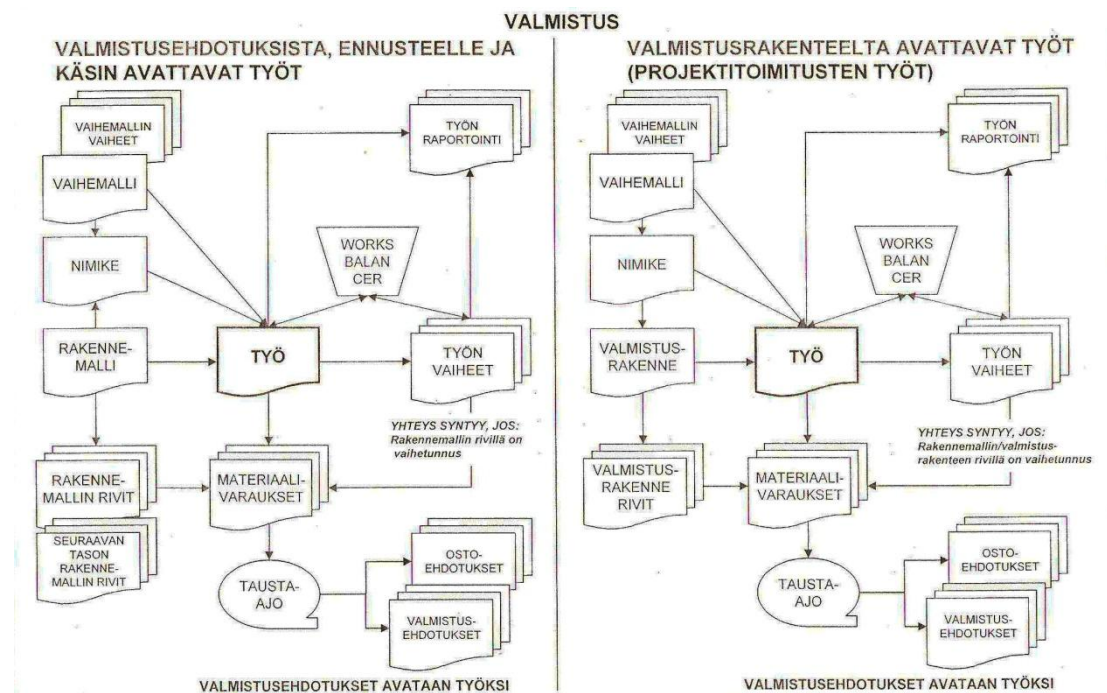 VALMISTUS
VALMISTUSEHDOTUKSISTA, ENNUSTEELLE JA
KÄSIN AVATTAVAT TYÖT
VAIHEMALLIN
VAIHEET
TYÖN
RAPORTOINTI
VAIHEMALLI
NIMIKE
WORKS
BALAN
CER
RAKENNE-
MALLI
TYÖ
TYÖN
VAIHEET
YHTEYS SYNTYY, JOS:
Rakennemallin rivillä on
vaihetunnus
RAKENNE-
MALLIN RIVIT
MATERIAALI-
VARAUKSET
SEURAAVAN
TASON
RAKENNE-
MALLIN RIVIT
OSTO-
EHDOTUKSET
TAUSTA-
AJO
VALMISTUS-
EHDOTUKSET
VALMISTUSEHDOTUKSET AVATAAN TYÖKSI
VALMISTUSRAKENTEELTA AVATTAVAT TYÖT
(PROJEKTITOIMITUSTEN TYÖT)
VAIHEMALLIN
VAIHEET
TYÖN
RAPORTOINTI
VAIHEMALLI
NIMIKE
WORKS
BALAN
CER
VALMISTUS-
RAKENNE
TYÖ
TYÖN
VAIHEET
YHTEYS SYNTYY, JOS:
Rakennemallin/valmistus-
rakenteen rivillä on vaihetunnus
VALMISTUS-
RAKENNE
RIVIT
MATERIAALI-
VARAUKSET
OSTO-
EHDOTUKSET
TAUSTA-
AJO
VALMISTUS-
EHDOTUKSET
VALMISTUSEHDOTUKSET AVATAAN TYÖKSI